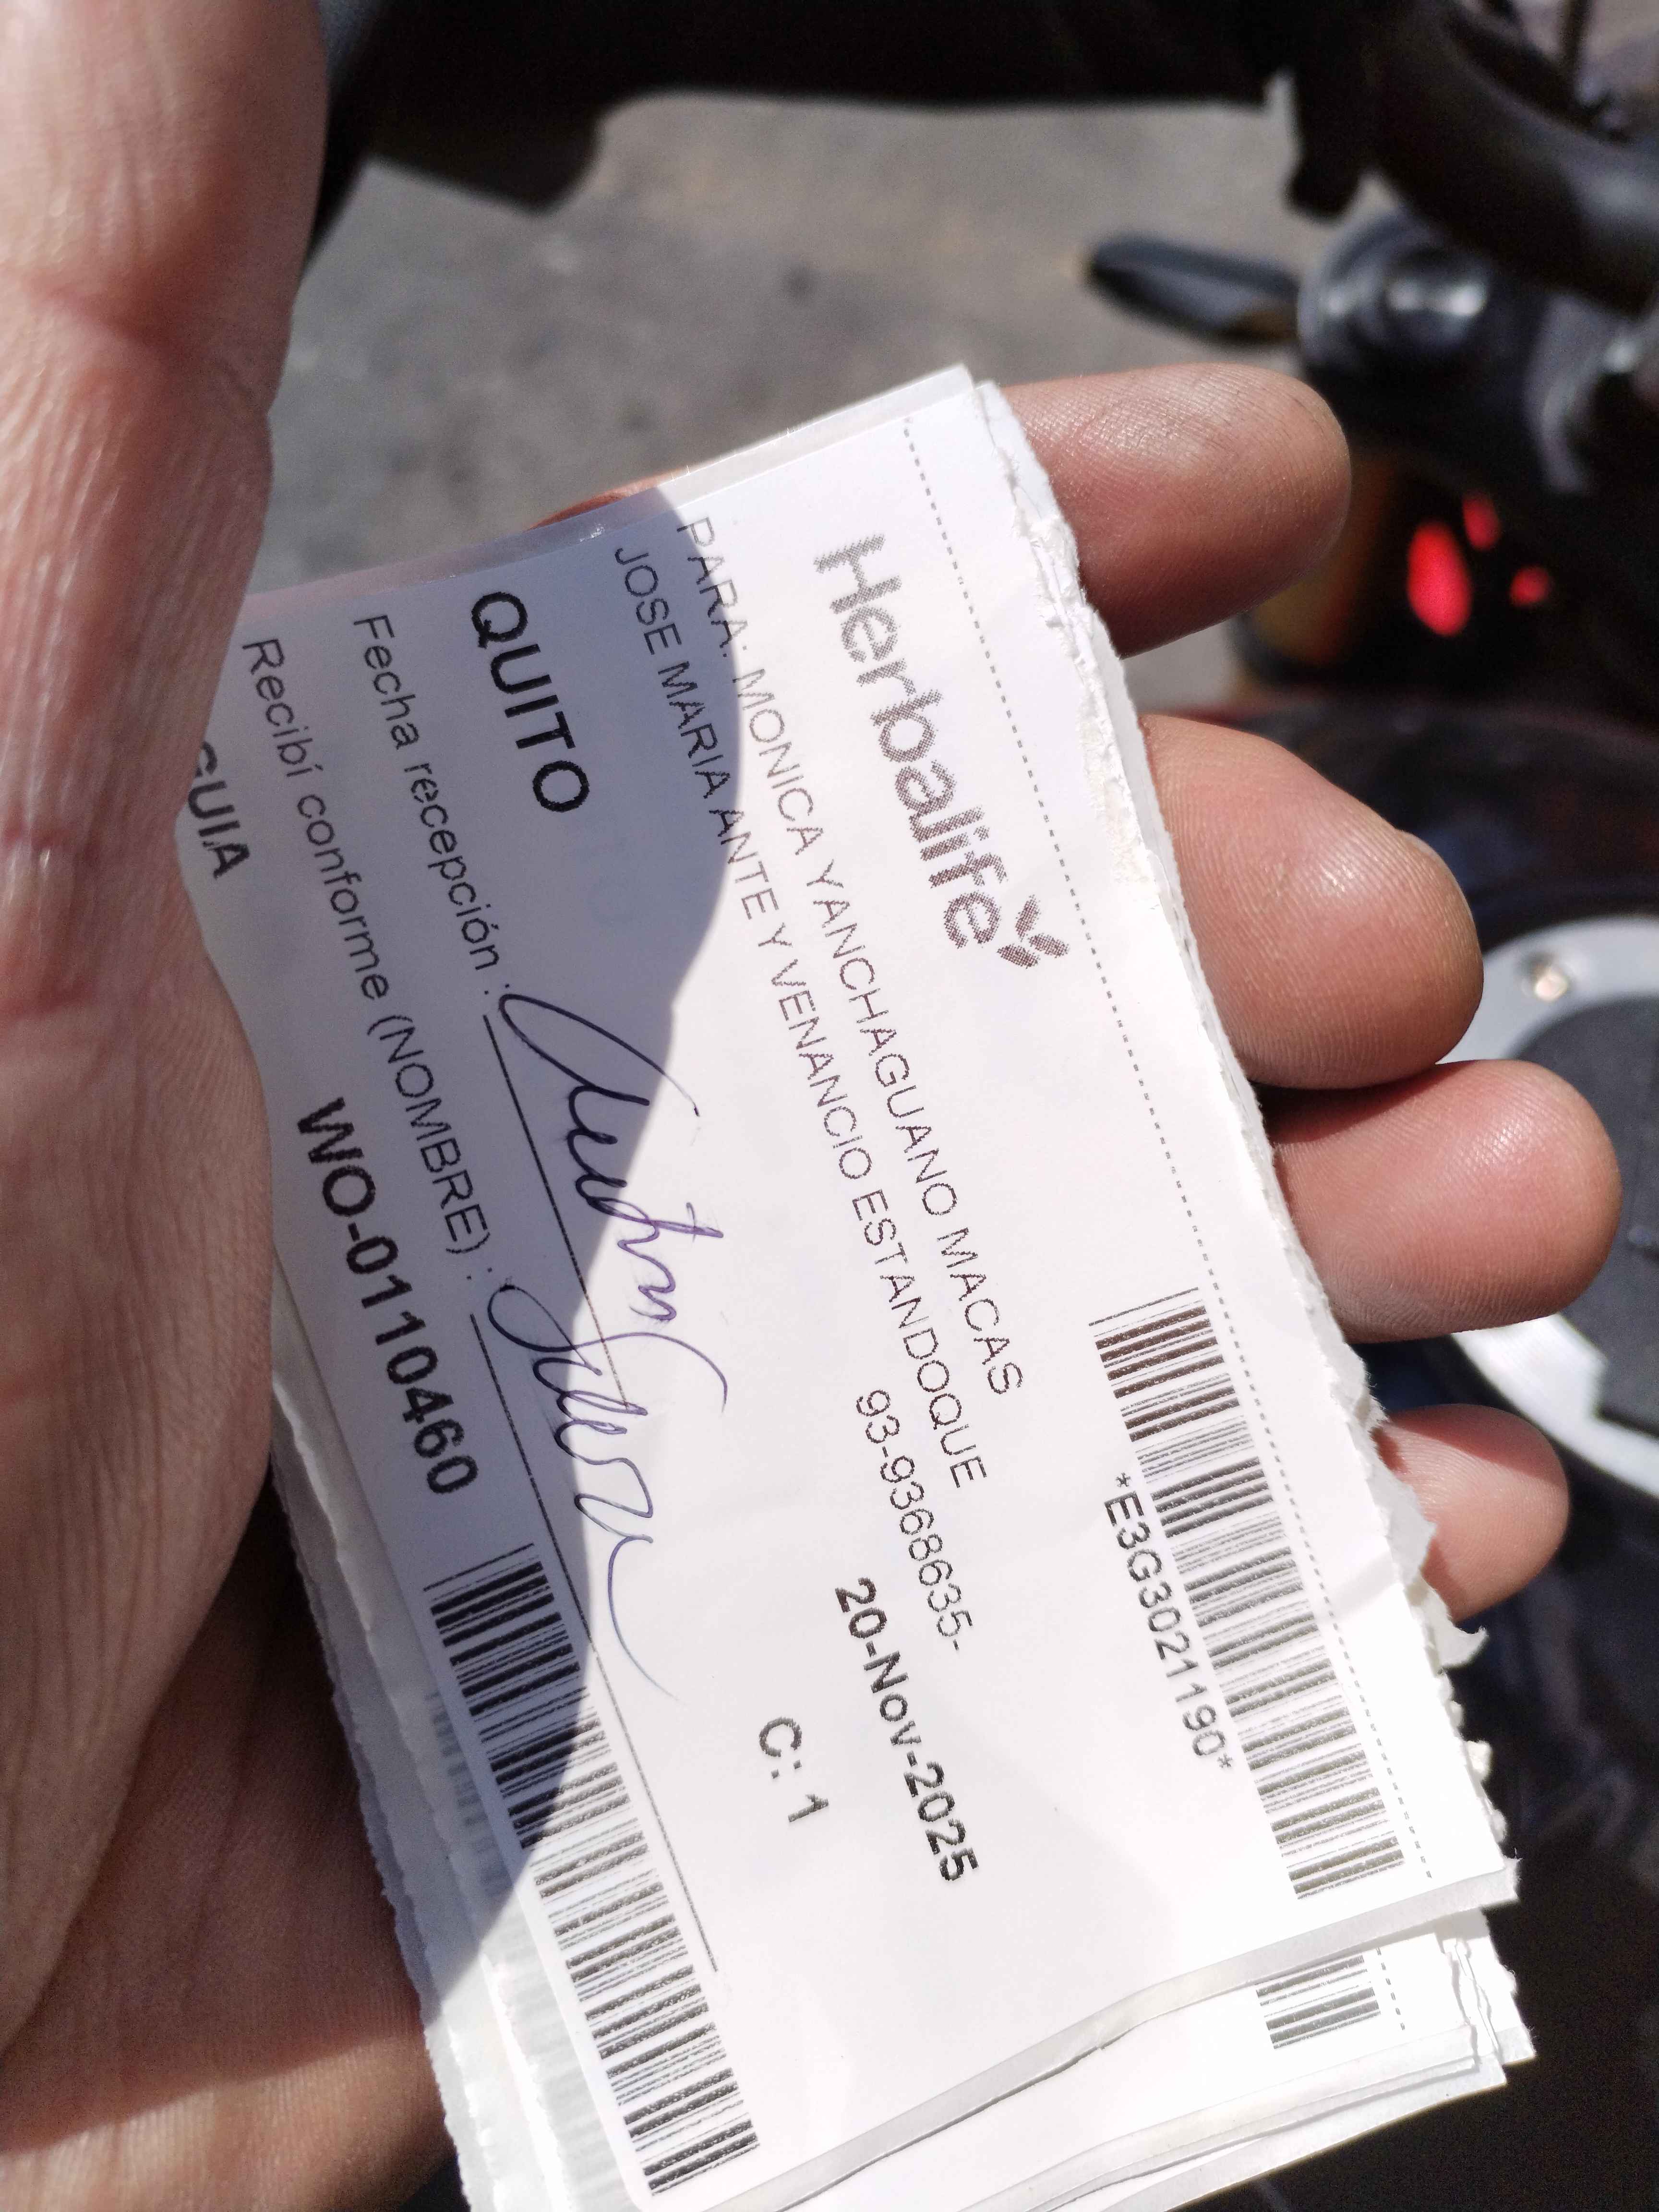 *E3G3021190*
Herbalife
PARA: MONICA YANCHAGUANO MACAS
JOSE MARIA ANTE Y VENANCIO ESTANDOQUE
93-9368635-
20-Nov-2025
QUITO
C: 1
Fecha recepción :
Recibí conforme (NOMBRE) :
GUIA WO-0110460